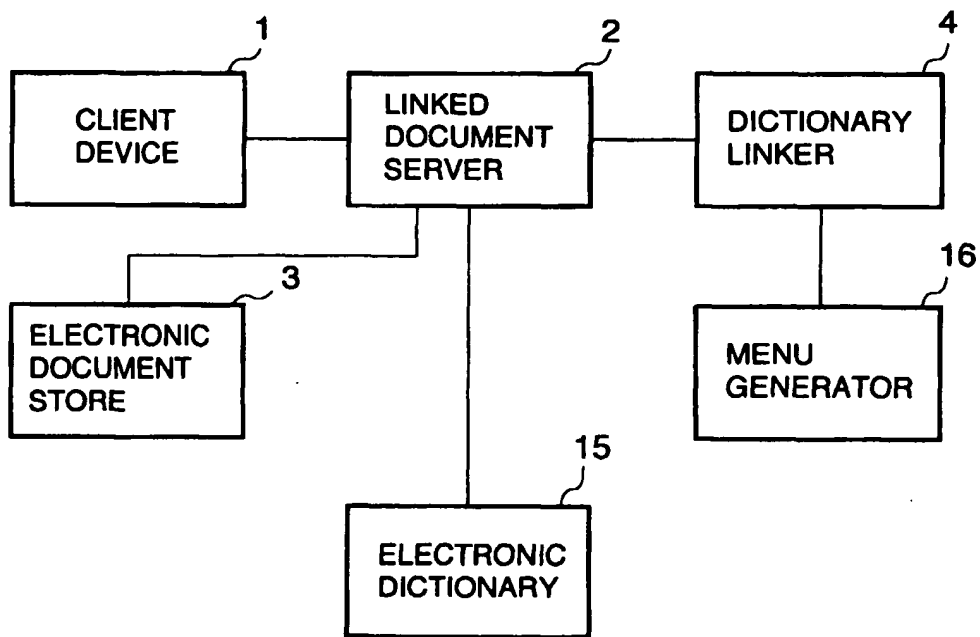 1
CLIENT
DEVICE
2
LINKED
DOCUMENT
SERVER
4
DICTIONARY
LINKER
3
ELECTRONIC
DOCUMENT
STORE
16
MENU
GENERATOR
15
ELECTRONIC
DICTIONARY